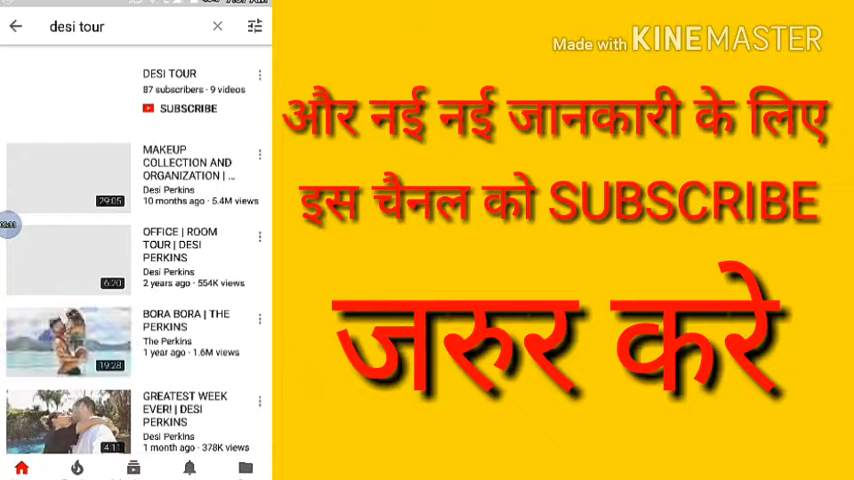 desi tour
DESI TOUR
87 subscribers · 9 videos
SUBSCRIBE
MAKEUP
COLLECTION AND
ORGANIZATION | ...
Desi Perkins
10 months ago · 5.4M views
29:05
OFFICE | ROOM
TOUR | DESI
PERKINS
Desi Perkins
2 years ago · 554K views
6:20
BORA BORA | THE
PERKINS
The Perkins
1 year ago · 1.6M views
19:28
GREATEST WEEK
EVER! | DESI
PERKINS
Desi Perkins
1 month ago · 378K views
4:11
Made with KINEMASTER
और नई नई जानकारी के लिए
इस चैनल को SUBSCRIBE
जरुर करे